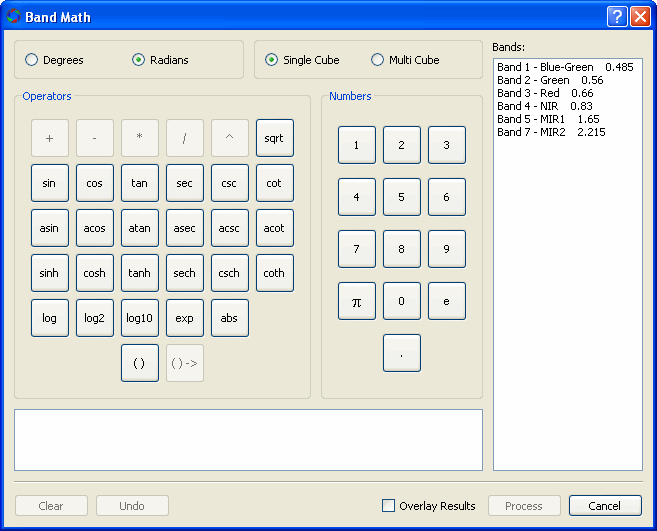 Band Math
Degrees Radians Single Cube Multi Cube
Bands:
Band 1 - Blue-Green 0.485
Band 2 - Green 0.56
Band 3 - Red 0.66
Band 4 - NIR 0.83
Band 5 - MIR1 1.65
Band 7 - MIR2 2.215
Operators
+ - * / ^ sqrt
sin cos tan sec csc cot
asin acos atan asec acsc acot
sinh cosh tanh sech csch coth
log log2 log10 exp abs
( ) ( ) ->
Numbers
1 2 3
4 5 6
7 8 9
π 0 e
.
Clear Undo Overlay Results Process Cancel